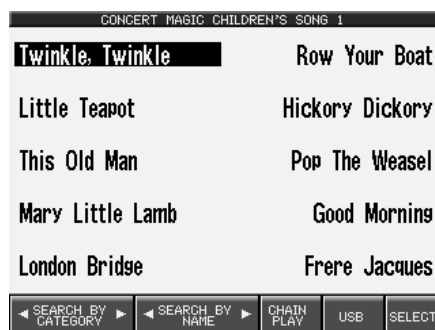 CONCERT MAGIC CHILDREN'S SONG 1
Twinkle, Twinkle
Row Your Boat
Little Teapot
Hickory Dickory
This Old Man
Pop The Weasel
Mary Little Lamb
Good Morning
London Bridge
Frere Jacques
◀ SEARCH BY CATEGORY ▶
◀ SEARCH BY NAME ▶
CHAIN PLAY
USB
SELECT